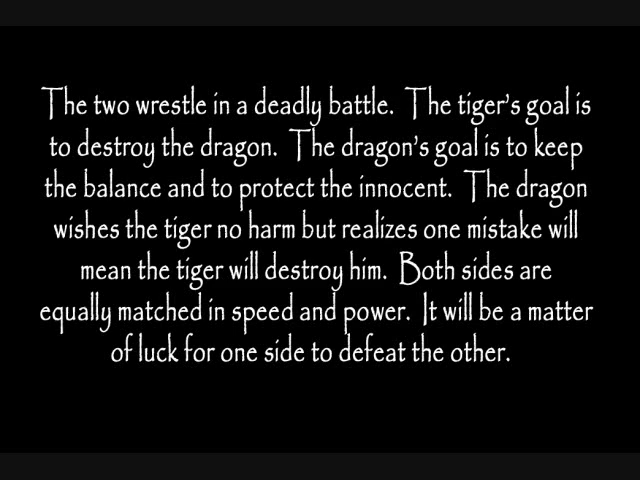 The two wrestle in a deadly battle.  The tiger's goal is
to destroy the dragon.  The dragon's goal is to keep
the balance and to protect the innocent.  The dragon
wishes the tiger no harm but realizes one mistake will
mean the tiger will destroy him.  Both sides are
equally matched in speed and power.  It will be a matter
of luck for one side to defeat the other.